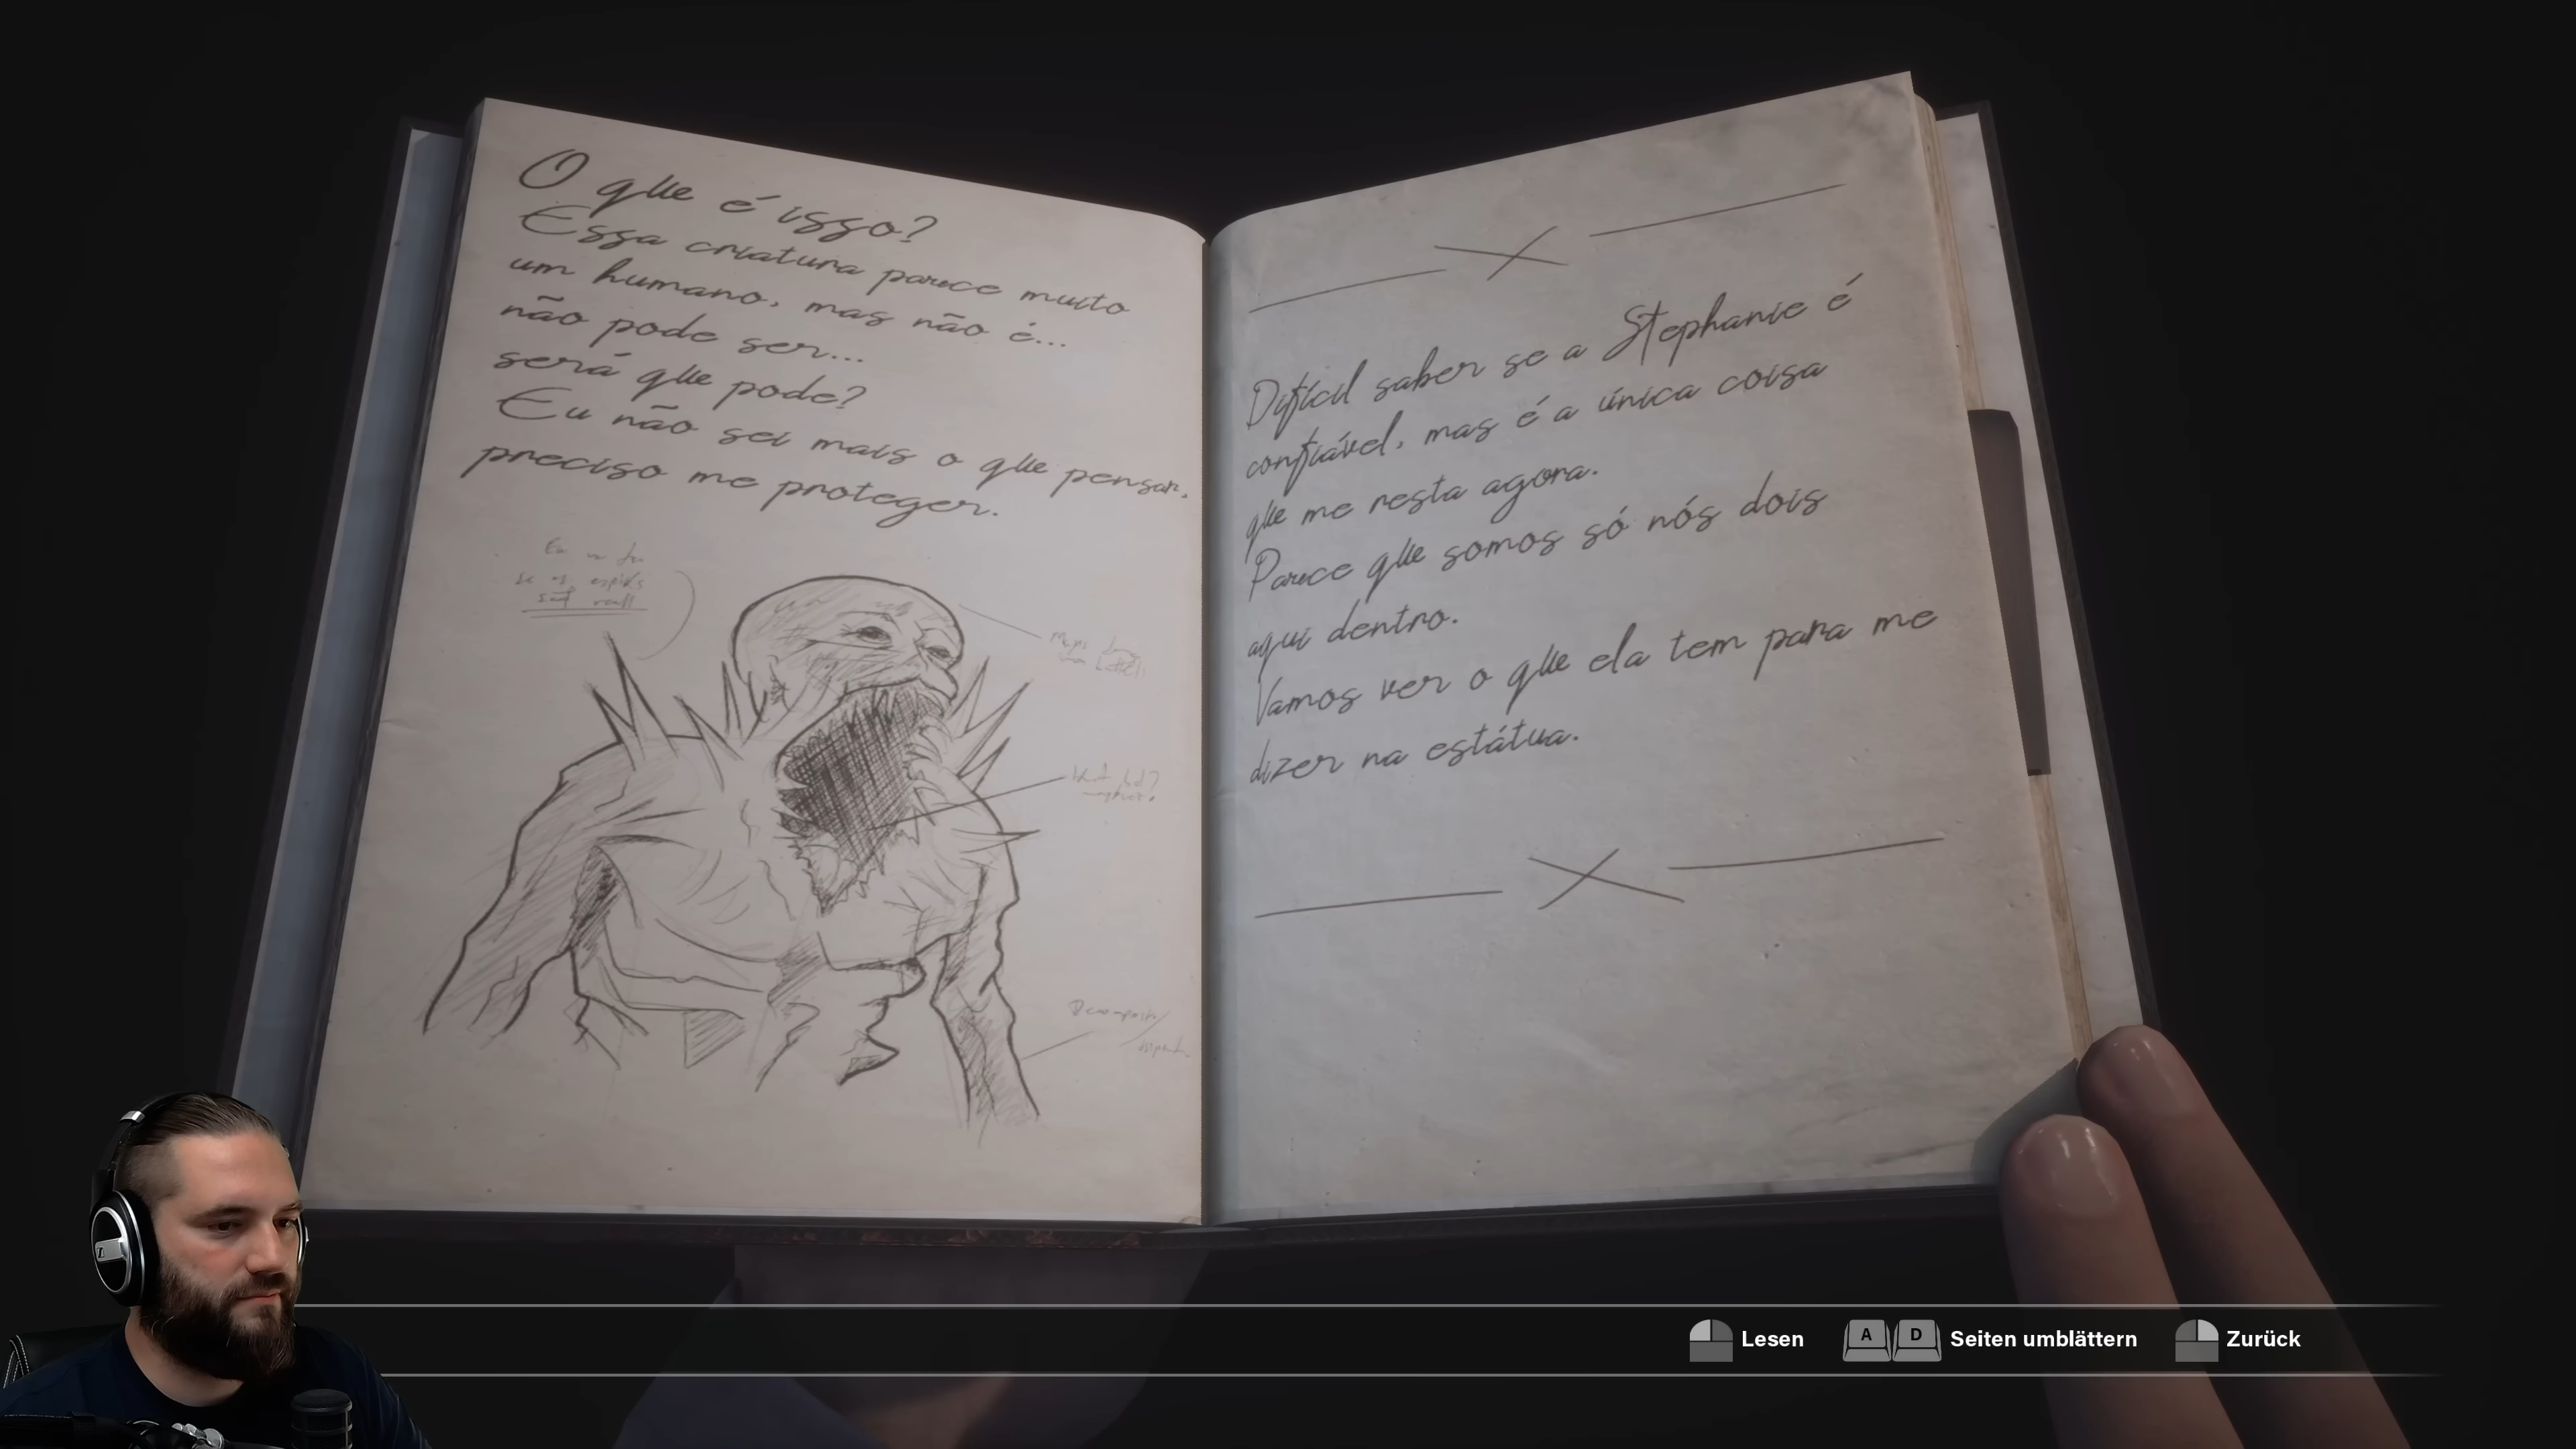 O que é isso?
Essa criatura parece muito
um humano, mas não é...
não pode ser...
será que pode?
Eu não sei mais o que pensar,
preciso me proteger.
Difícil saber se a Stephanie é
confiável, mas é a única coisa
que me resta agora.
Parece que somos só nós dois
aqui dentro.
Vamos ver o que ela tem para me
dizer na estátua.
Lesen
A D Seiten umblättern
Zurück